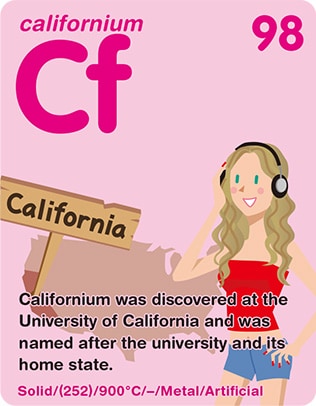 californium
Cf
98
California
Californium was discovered at the
University of California and was
named after the university and its
home state.
Solid/(252)/900°C/–/Metal/Artificial